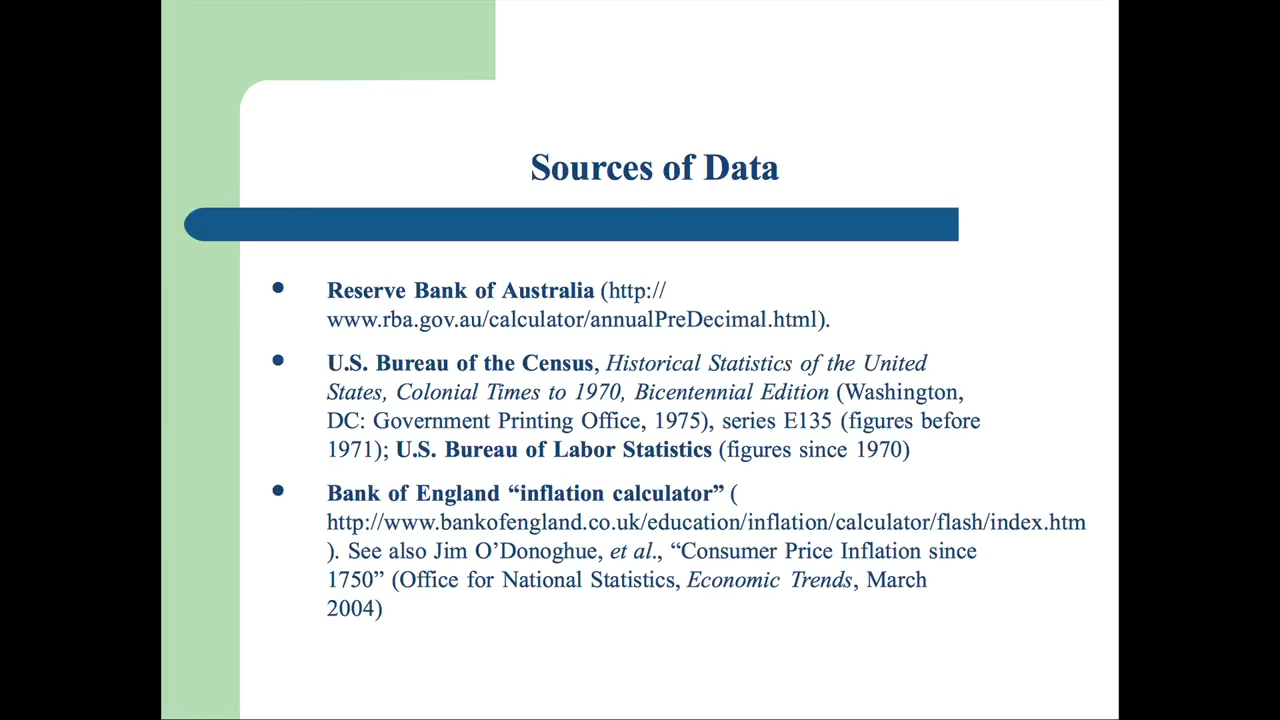 Sources of Data
Reserve Bank of Australia (http://
www.rba.gov.au/calculator/annualPreDecimal.html).
U.S. Bureau of the Census, Historical Statistics of the United
States, Colonial Times to 1970, Bicentennial Edition (Washington,
DC: Government Printing Office, 1975), series E135 (figures before
1971); U.S. Bureau of Labor Statistics (figures since 1970)
Bank of England “inflation calculator” (
http://www.bankofengland.co.uk/education/inflation/calculator/flash/index.htm
). See also Jim O’Donoghue, et al., “Consumer Price Inflation since
1750” (Office for National Statistics, Economic Trends, March
2004)